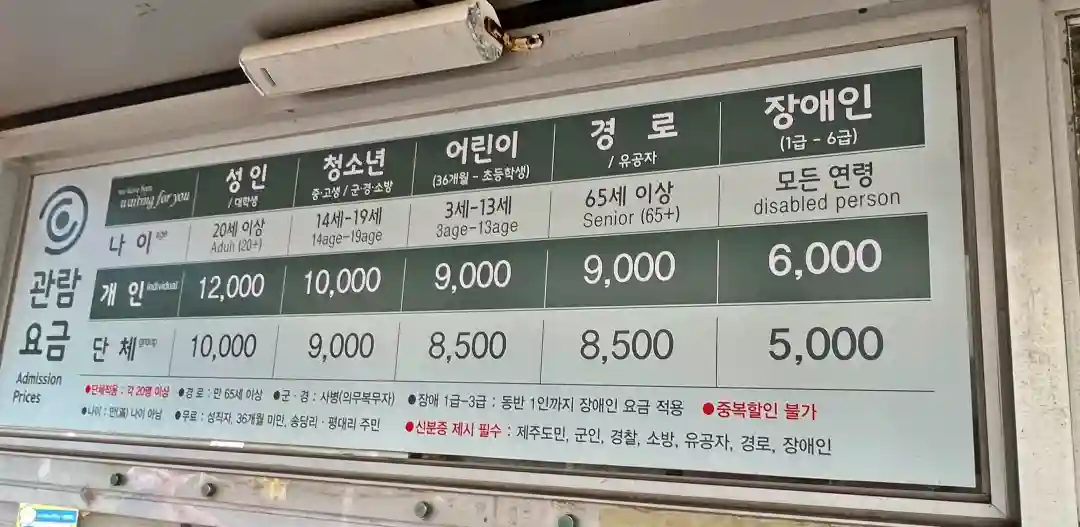 관람
요금
Admission
Prices
We have been
waiting for you
성 인
/ 대학생
청소년
중·고생 / 군·경·소방
어린이
(36개월 – 초등학생)
경 로
/ 유공자
장애인
(1급 – 6급)
나 이 age
20세 이상
Adult (20+)
14세-19세
14age-19age
3세-13세
3age-13age
65세 이상
Senior (65+)
모든 연령
disabled person
개 인 individual 12,000 10,000 9,000 9,000 6,000
단 체 group 10,000 9,000 8,500 8,500 5,000
●단체적용 : 각 20명 이상 ●경 로 : 만 65세 이상 ●군 · 경 : 사병(의무복무자) ●장애 1급-3급 : 동반 1인까지 장애인 요금 적용 ●중복할인 불가
●나이 : 만(滿) 나이 아님 ●무료 : 성직자, 36개월 미만, 송당리 · 평대리 주민 ●신분증 제시 필수 : 제주도민, 군인, 경찰, 소방, 유공자, 경로, 장애인